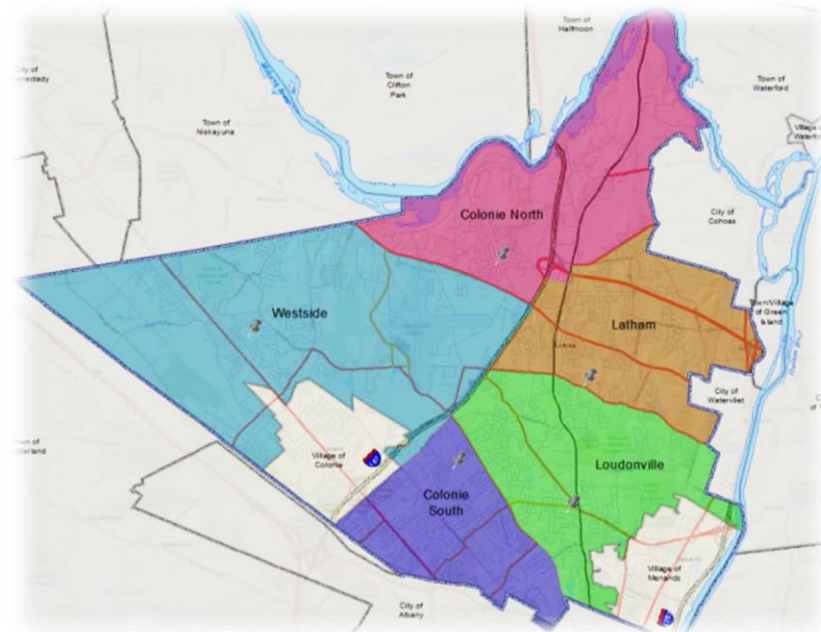 Town of
Halfmoon
Town of
Clifton
Park
Town of
Waterford
City of
Town of
Niskayuna
Village
Colonie North
City of
Cohoes
Westside
Latham
Town/Village
of Green
Island
City of
Watervliet
Village of
Colonie
Loudonville
Colonie
South
Village of
Menands
City of
Albany